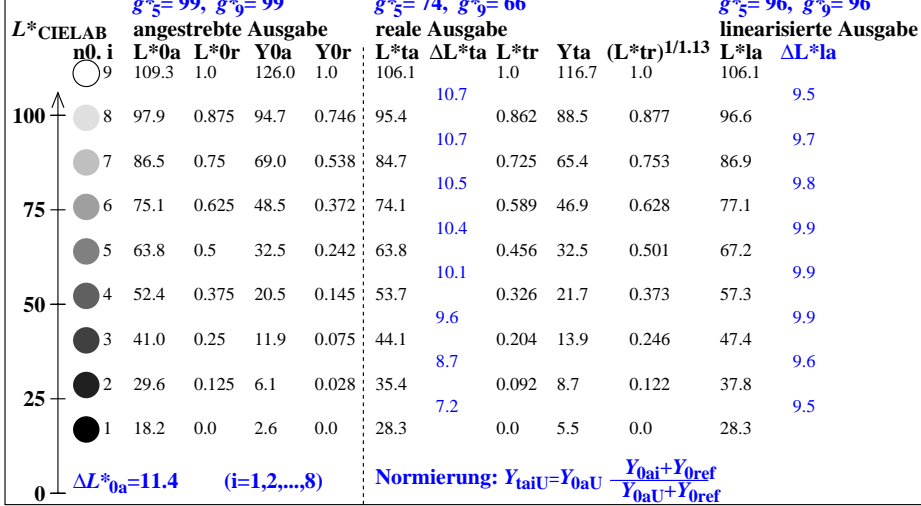 g*5= 99, g*9= 99 g*5= 74, g*9= 66 g*5= 96, g*9= 96
L*CIELAB angestrebte Ausgabe reale Ausgabe linearisierte Ausgabe
n0. i L*0a L*0r Y0a Y0r L*ta ΔL*ta L*tr Yta (L*tr)1/1.13 L*la ΔL*la
9 109.3 1.0 126.0 1.0 106.1 1.0 116.7 1.0 106.1
10.7 9.5
100 8 97.9 0.875 94.7 0.746 95.4 0.862 88.5 0.877 96.6
10.7 9.7
7 86.5 0.75 69.0 0.538 84.7 0.725 65.4 0.753 86.9
10.5 9.8
75 6 75.1 0.625 48.5 0.372 74.1 0.589 46.9 0.628 77.1
10.4 9.9
5 63.8 0.5 32.5 0.242 63.8 0.456 32.5 0.501 67.2
10.1 9.9
50 4 52.4 0.375 20.5 0.145 53.7 0.326 21.7 0.373 57.3
9.6 9.9
3 41.0 0.25 11.9 0.075 44.1 0.204 13.9 0.246 47.4
8.7 9.6
25 2 29.6 0.125 6.1 0.028 35.4 0.092 8.7 0.122 37.8
7.2 9.5
1 18.2 0.0 2.6 0.0 28.3 0.0 5.5 0.0 28.3
0 ΔL*0a=11.4 (i=1,2,...,8) Normierung: YtaiU=Y0aU Y0ai+Y0ref
Y0aU+Y0ref